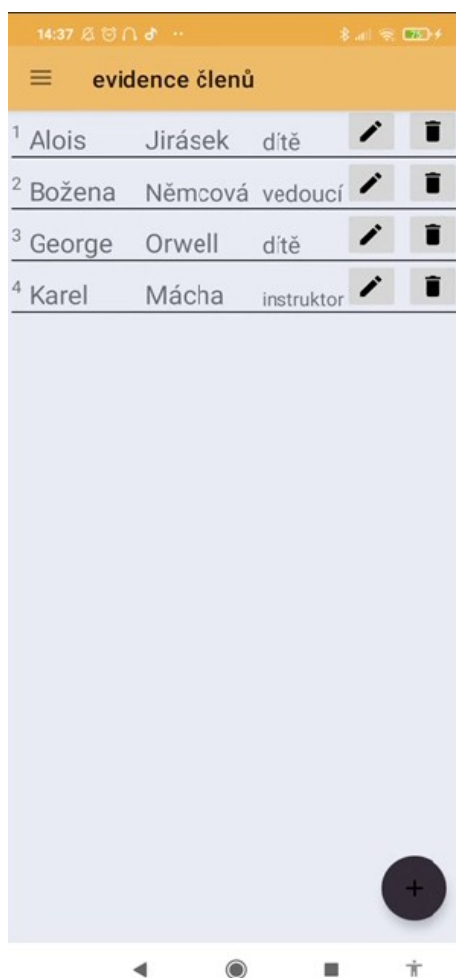 14:37
75
evidence členů
1 Alois Jirásek dítě
2 Božena Němcová vedoucí
3 George Orwell dítě
4 Karel Mácha instruktor
+